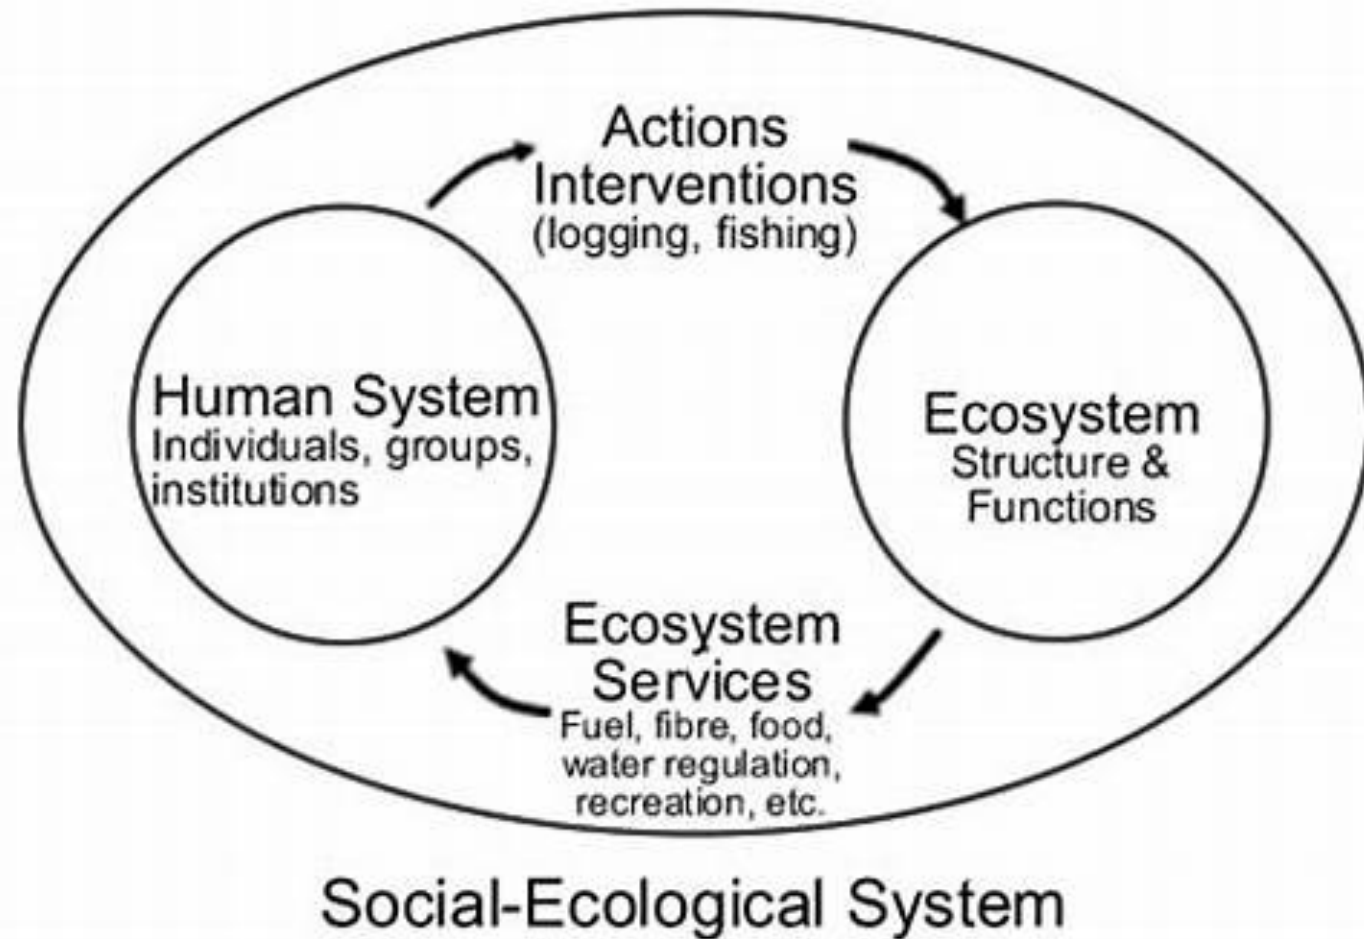 Actions
Interventions
(logging, fishing)
Human System
Individuals, groups,
institutions
Ecosystem
Structure &
Functions
Ecosystem
Services
Fuel, fibre, food,
water regulation,
recreation, etc.
Social-Ecological System